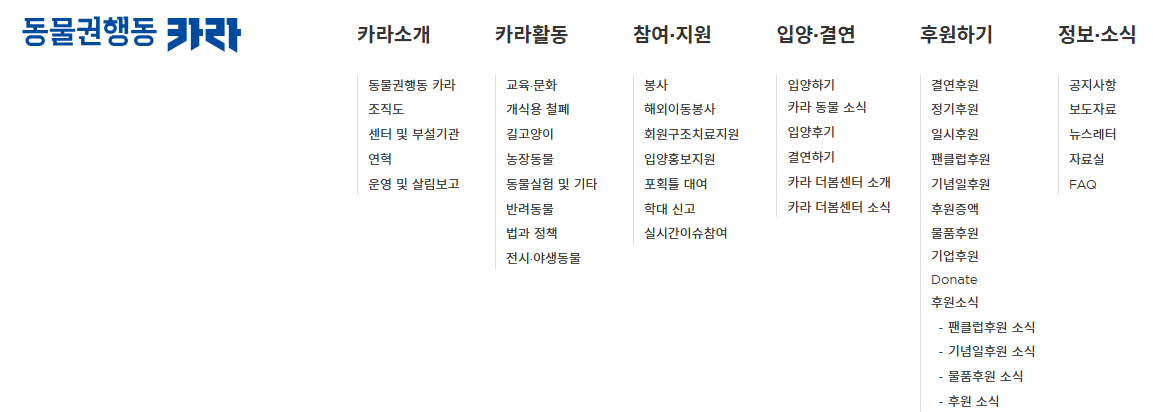 동물권행동 카라
카라소개
동물권행동 카라
조직도
센터 및 부설기관
연혁
운영 및 살림보고
카라활동
교육·문화
개식용 철폐
길고양이
농장동물
동물실험 및 기타
반려동물
법과 정책
전시·야생동물
참여·지원
봉사
해외이동봉사
회원구조치료지원
입양홍보지원
포획틀 대여
학대 신고
실시간이슈참여
입양·결연
입양하기
카라 동물 소식
입양후기
결연하기
카라 더봄센터 소개
카라 더봄센터 소식
후원하기
결연후원
정기후원
일시후원
팬클럽후원
기념일후원
후원증액
물품후원
기업후원
Donate
후원소식
- 팬클럽후원 소식
- 기념일후원 소식
- 물품후원 소식
- 후원 소식
정보·소식
공지사항
보도자료
뉴스레터
자료실
FAQ